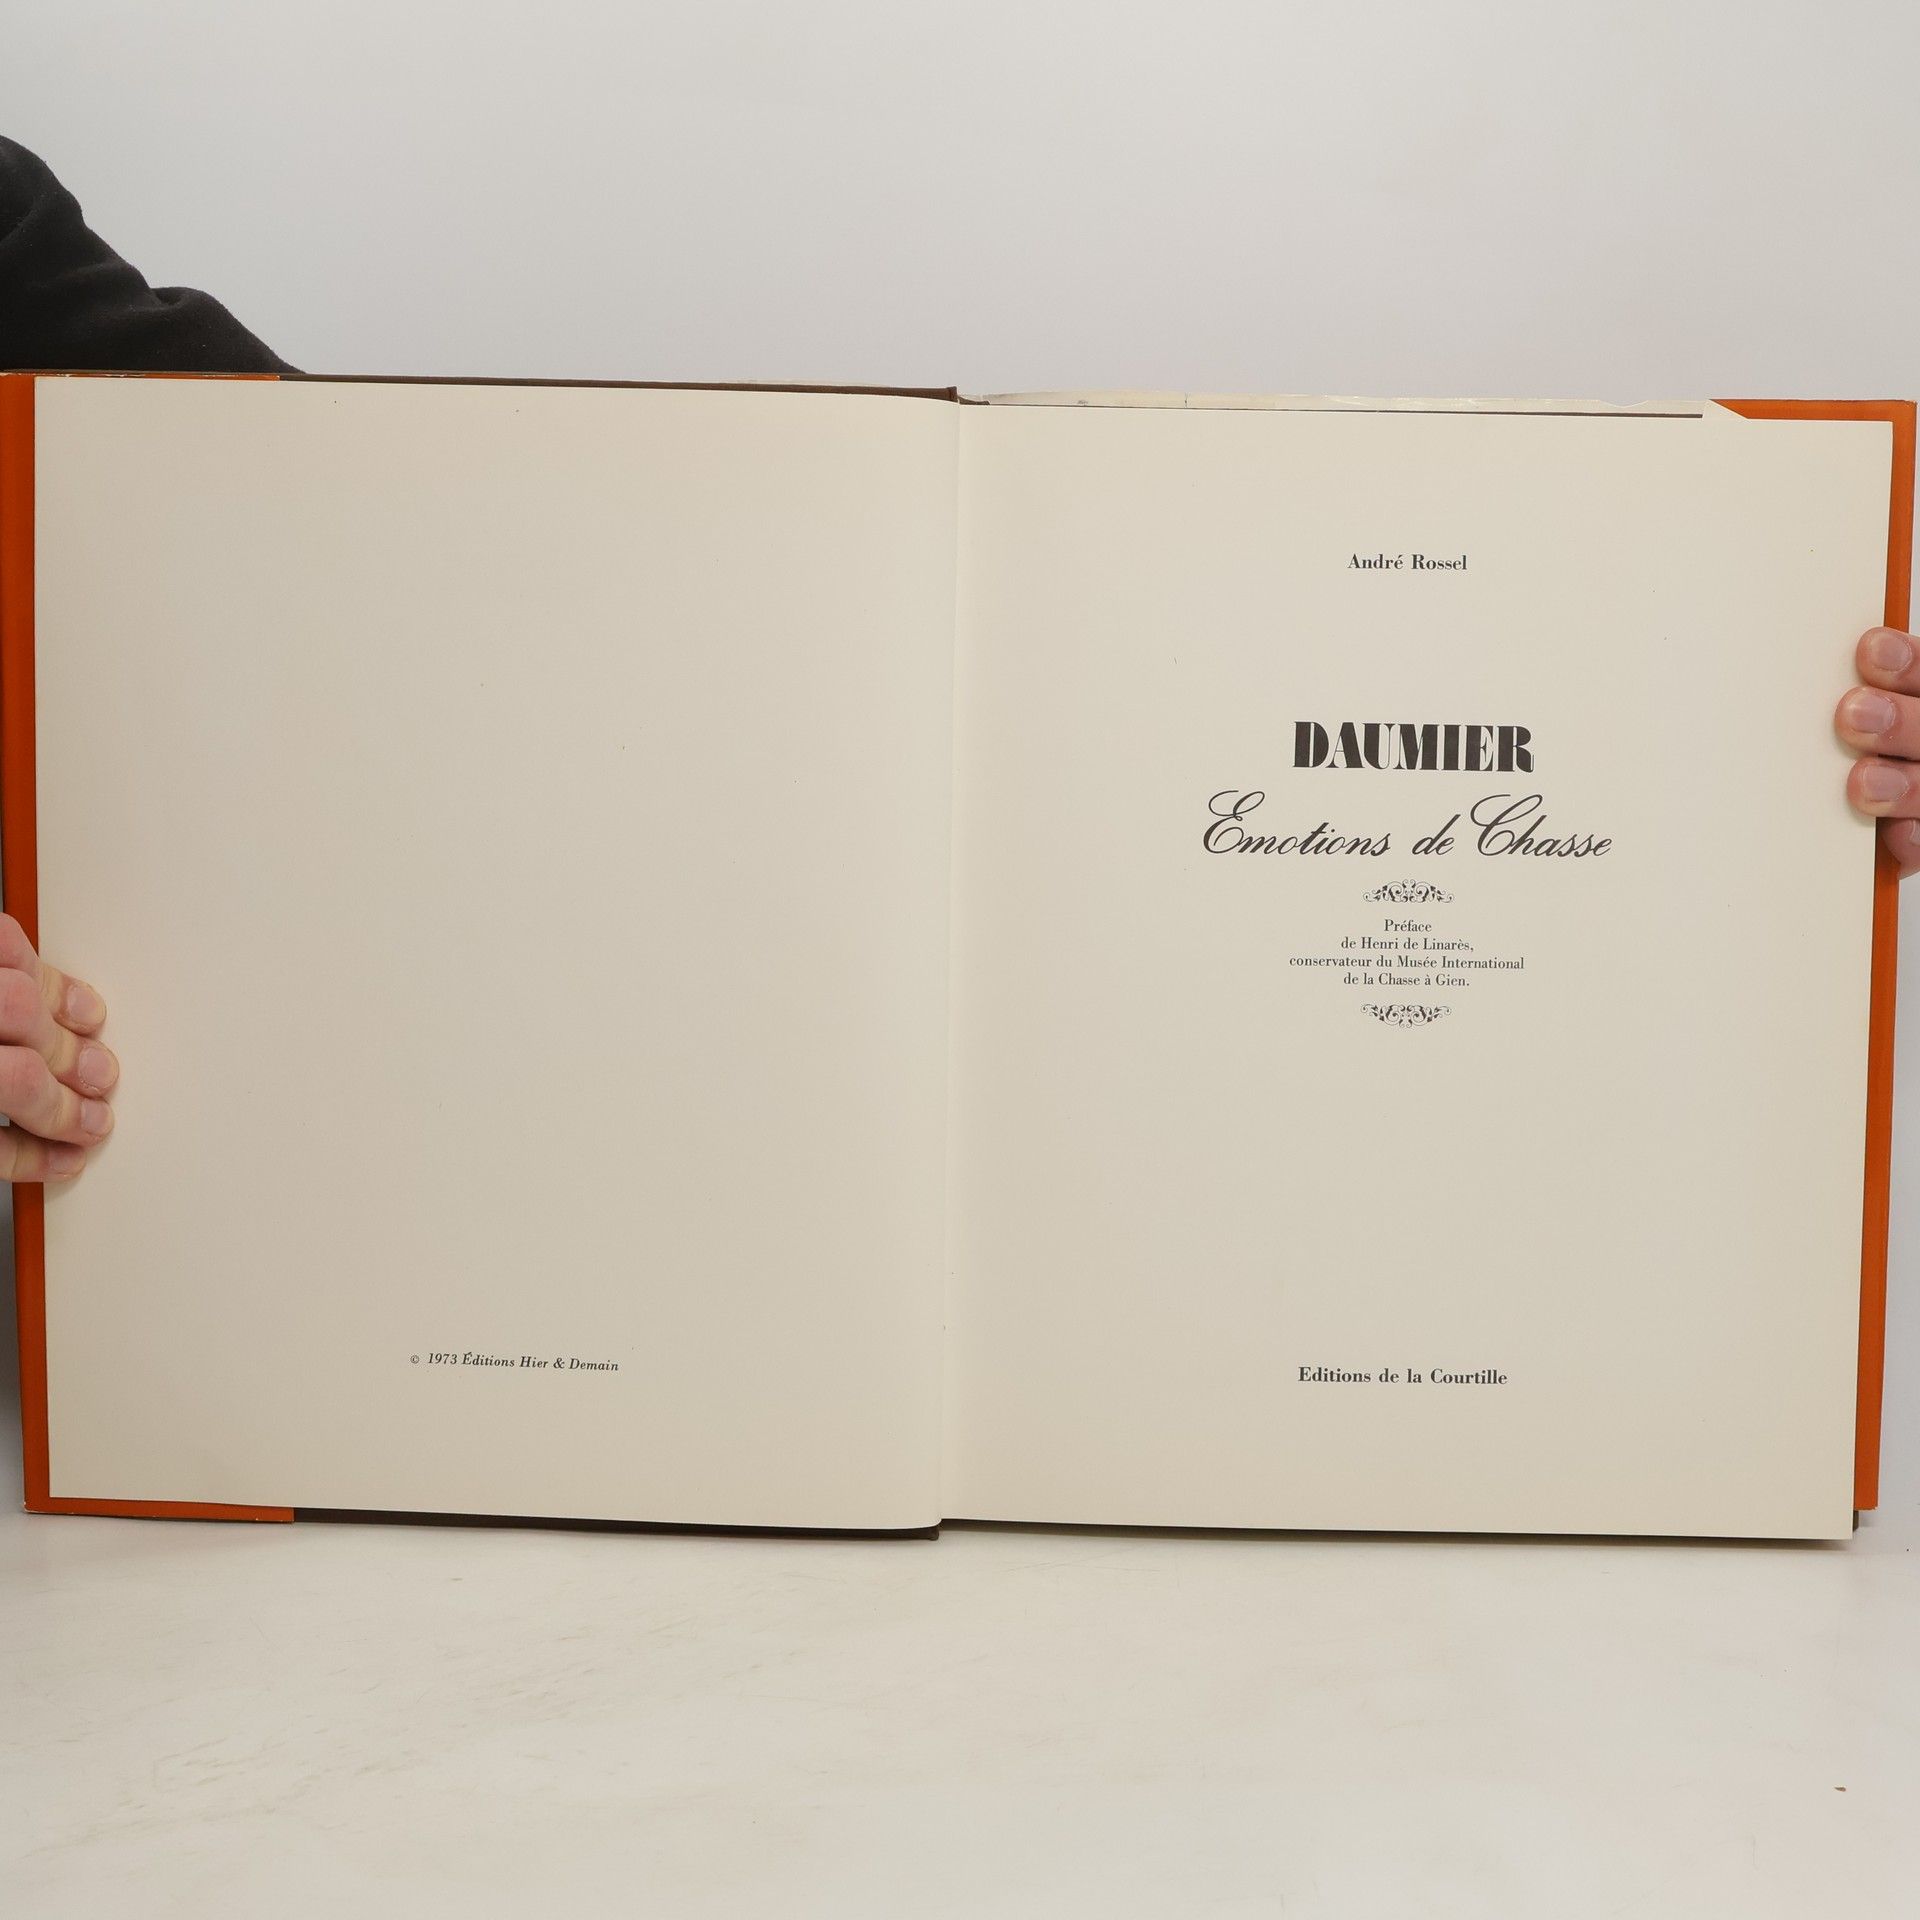 © 1973 Éditions Hier & Demain
André Rossel
DAUMIER
Emotions de Chasse
Préface
de Henri de Linarès,
conservateur du Musée International
de la Chasse à Gien.
Editions de la Courtille